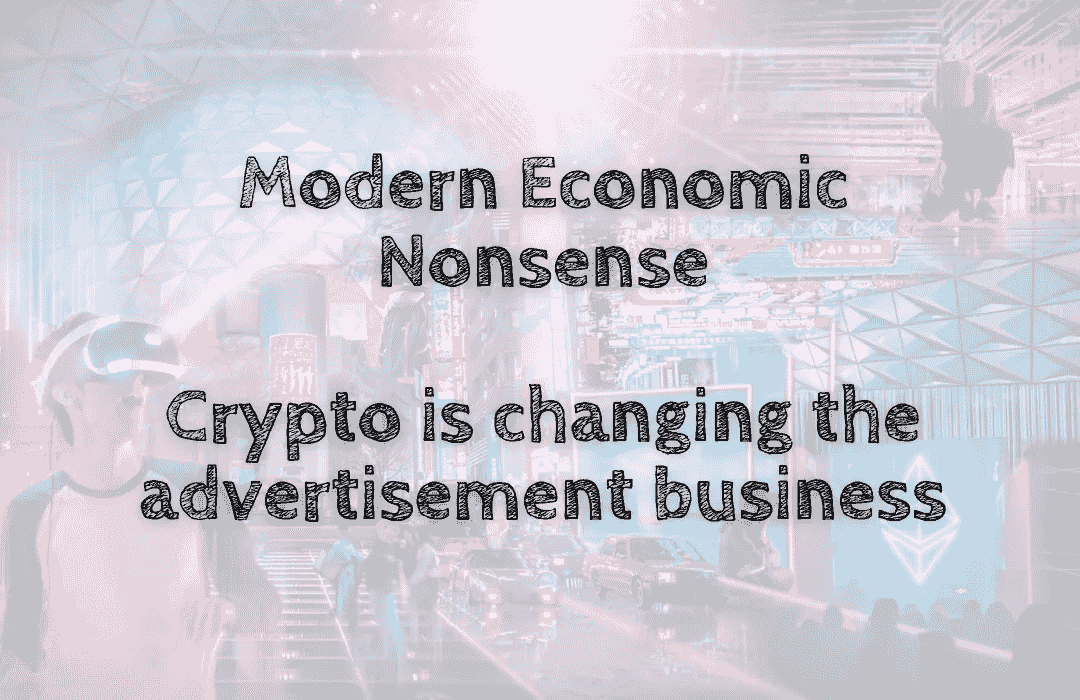 Modern Economic
Nonsense
Crypto is changing the
advertisement business